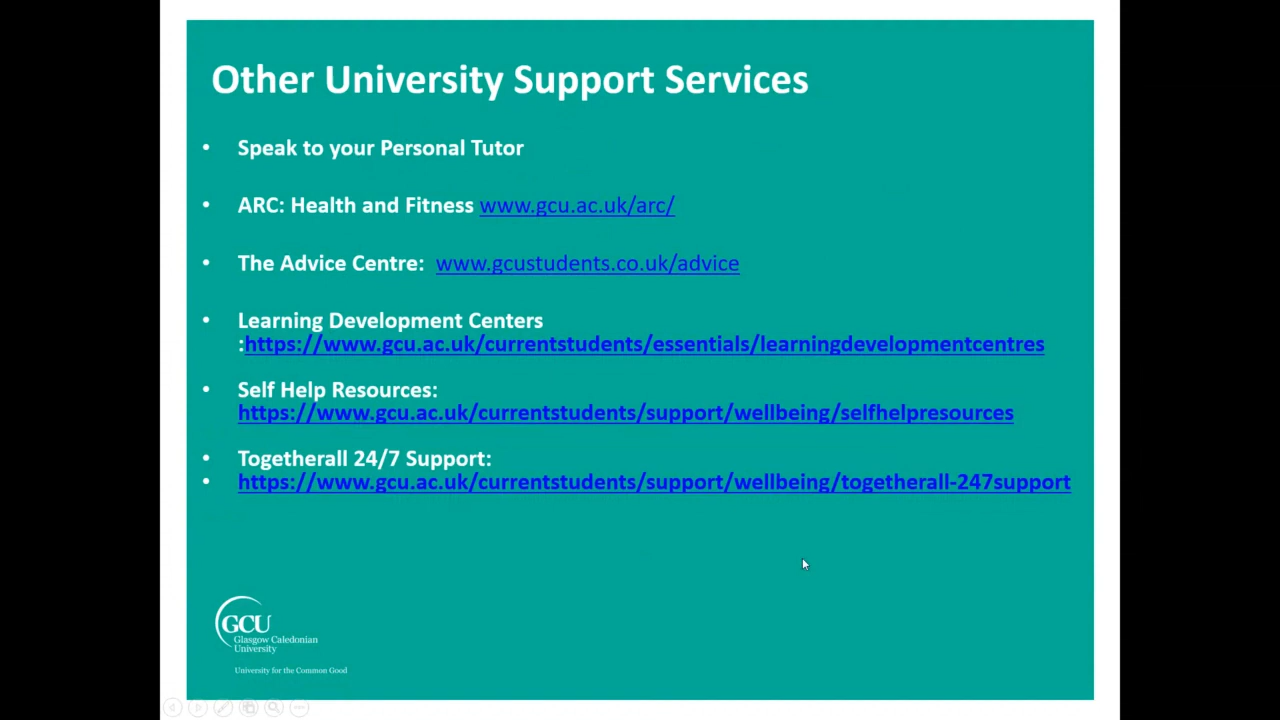 Other University Support Services
• Speak to your Personal Tutor
• ARC: Health and Fitness www.gcu.ac.uk/arc/
• The Advice Centre: www.gcustudents.co.uk/advice
• Learning Development Centers
:https://www.gcu.ac.uk/currentstudents/essentials/learningdevelopmentcentres
• Self Help Resources:
https://www.gcu.ac.uk/currentstudents/support/wellbeing/selfhelpresources
• Togetherall 24/7 Support:
• https://www.gcu.ac.uk/currentstudents/support/wellbeing/togetherall-247support
GCU
Glasgow Caledonian
University
University for the Common Good